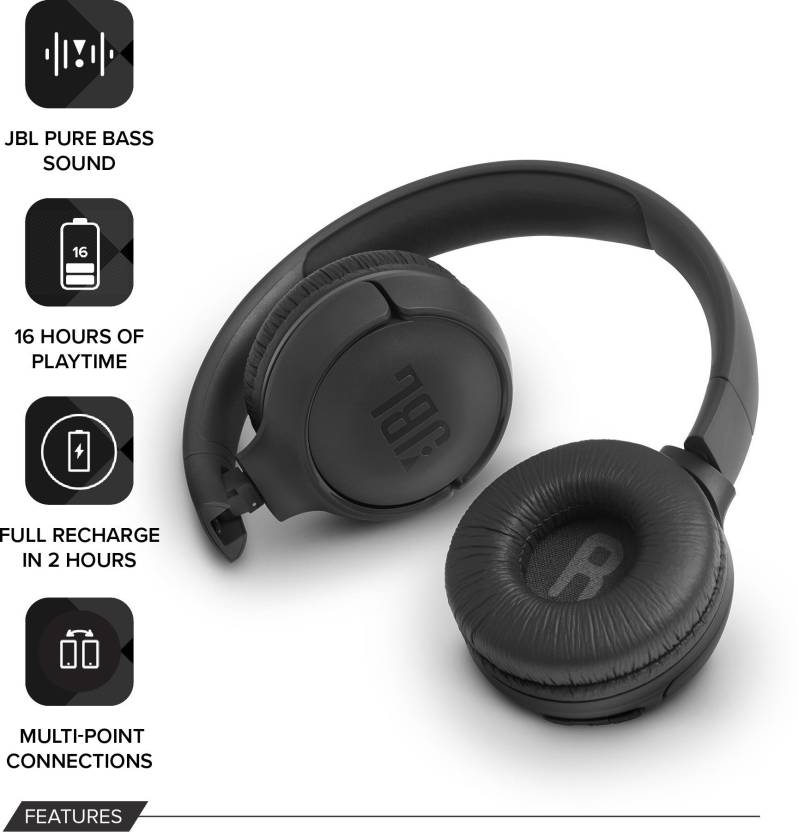 JBL PURE BASS
SOUND
16
16 HOURS OF
PLAYTIME
FULL RECHARGE
IN 2 HOURS
MULTI-POINT
CONNECTIONS
JBL
R
FEATURES